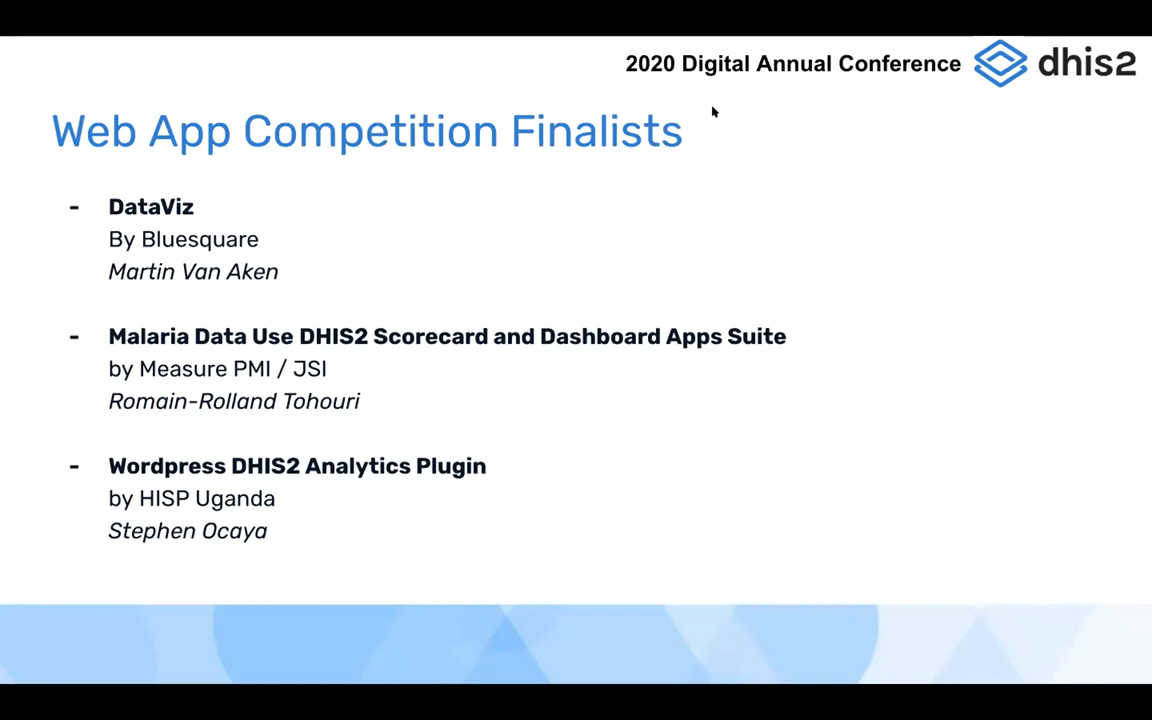 2020 Digital Annual Conference
dhis2
Web App Competition Finalists
- DataViz
By Bluesquare
Martin Van Aken
- Malaria Data Use DHIS2 Scorecard and Dashboard Apps Suite
by Measure PMI / JSI
Romain-Rolland Tohouri
- Wordpress DHIS2 Analytics Plugin
by HISP Uganda
Stephen Ocaya